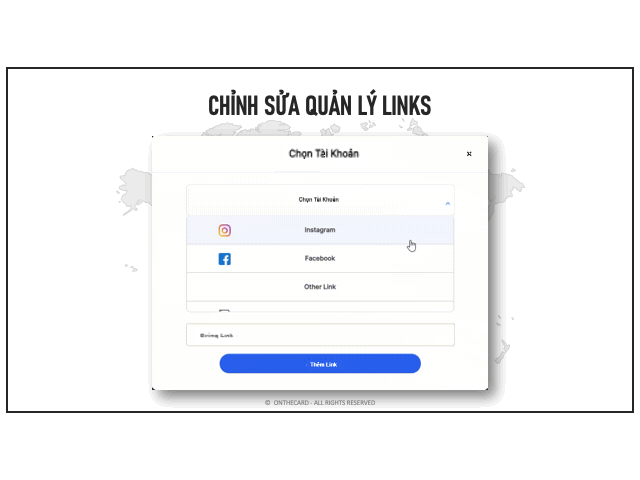 CHỈNH SỬA QUẢN LÝ LINKS
Chọn Tài Khoản
Chọn Tài Khoản
Instagram
Facebook
Other Link
Link
Thêm Link
© ONTHECARD - ALL RIGHTS RESERVED